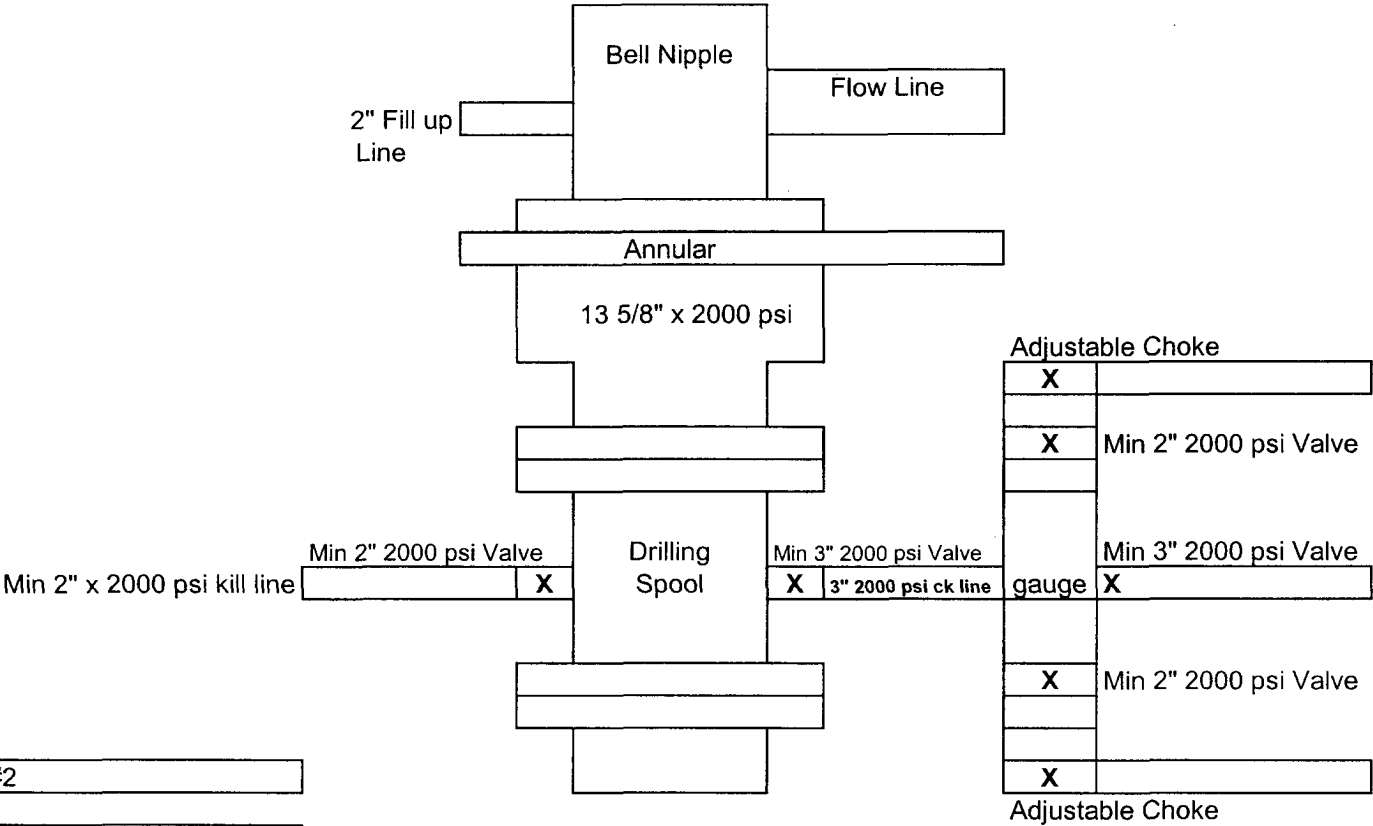 Bell Nipple
Flow Line
2" Fill up
Line
Annular
13 5/8" x 2000 psi
Adjustable Choke
X
X Min 2" 2000 psi Valve
Min 2" 2000 psi Valve
Drilling
Min 3" 2000 psi Valve
Min 3" 2000 psi Valve
Min 2" x 2000 psi kill line
X
Spool
X
3" 2000 psi ck line
gauge
X
X Min 2" 2000 psi Valve
#2
X
Adjustable Choke